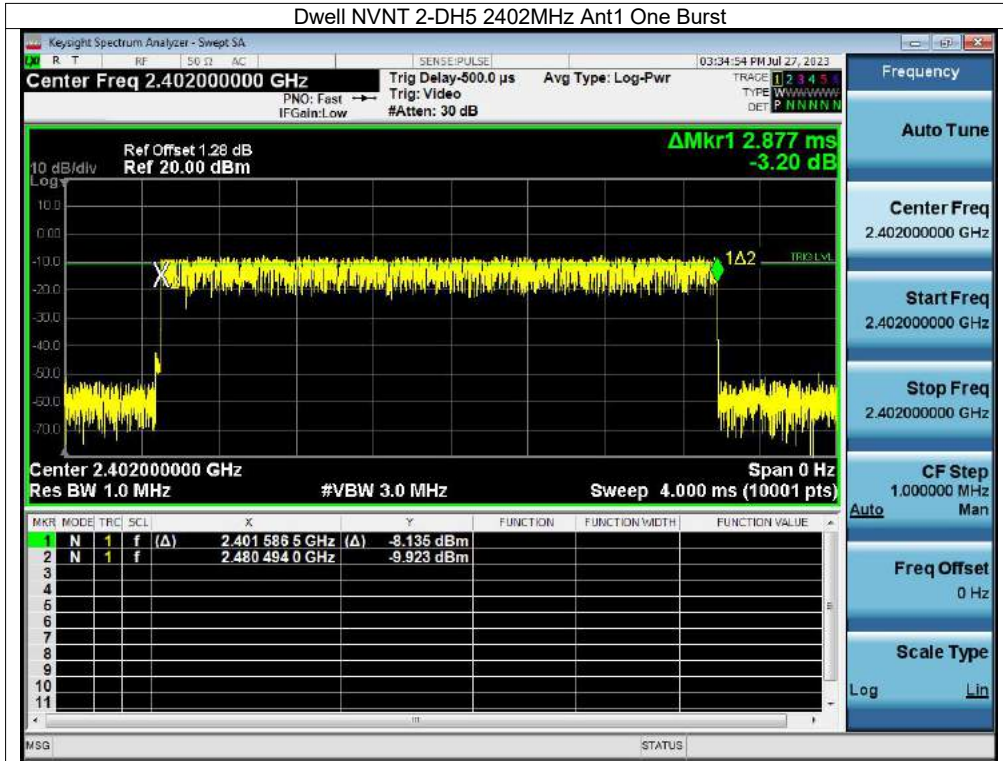 Dwell NVNT 2-DH5 2402MHz Ant1 One Burst
Keysight Spectrum Analyzer - Swept SA
R T RF 50 Ω AC SENSE:PULSE 03:34:54 PM Jul 27, 2023
Center Freq 2.402000000 GHz
PNO: Fast
IFGain:Low
Trig Delay-500.0 µs
Trig: Video
#Atten: 30 dB
Avg Type: Log-Pwr
TRACE 1 2 3 4 5
TYPE WWWWWW
DET P N N N N N
Ref Offset 1.28 dB
10 dB/div Ref 20.00 dBm
Log
ΔMkr1 2.877 ms
-3.20 dB
10.0
0.00
-10.0
-20.0
-30.0
-40.0
-50.0
-60.0
-70.0
1Δ2
TRIG LVL
Center 2.402000000 GHz Span 0 Hz
Res BW 1.0 MHz #VBW 3.0 MHz Sweep 4.000 ms (10001 pts)
MKR MODE TRC SCL X Y FUNCTION FUNCTION WIDTH FUNCTION VALUE
1 N 1 f (Δ) 2.401 586 5 GHz (Δ) -8.135 dBm
2 N 1 f 2.480 494 0 GHz -9.923 dBm
3
4
5
6
7
8
9
10
11
MSG STATUS
Frequency
Auto Tune
Center Freq
2.402000000 GHz
Start Freq
2.402000000 GHz
Stop Freq
2.402000000 GHz
CF Step
1.000000 MHz
Auto Man
Freq Offset
0 Hz
Scale Type
Log Lin